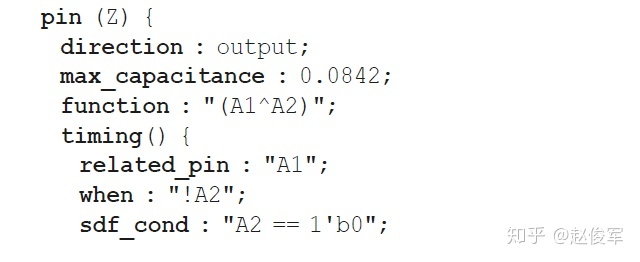 pin (Z) {
direction : output;
max_capacitance : 0.0842;
function : "(A1^A2)";
timing() {
related_pin : "A1";
when : "!A2";
sdf_cond : "A2 == 1'b0";
知乎 @赵俊军